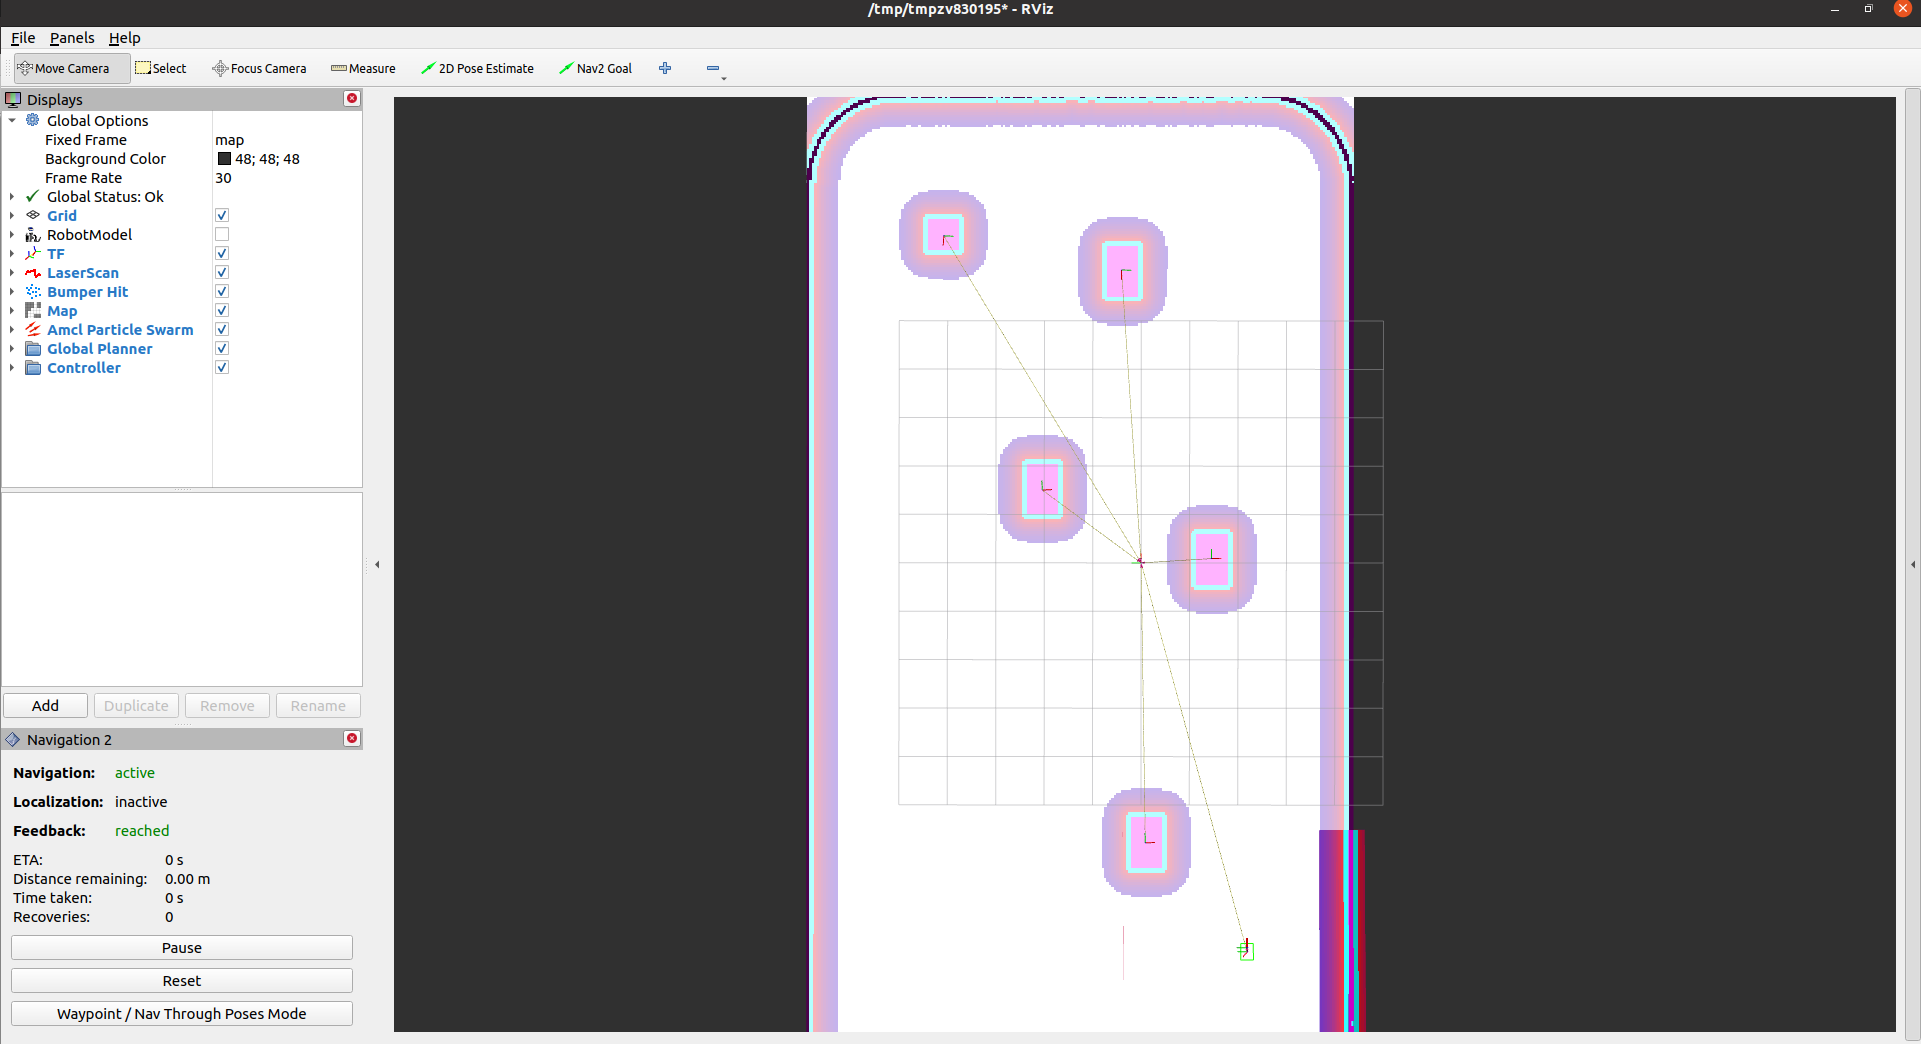 /tmp/tmpzv830195* - RViz
File Panels Help
Move Camera Select Focus Camera Measure 2D Pose Estimate Nav2 Goal
Displays
Global Options
Fixed Frame map
Background Color 48; 48; 48
Frame Rate 30
Global Status: Ok
Grid
RobotModel
TF
LaserScan
Bumper Hit
Map
Amcl Particle Swarm
Global Planner
Controller
Add Duplicate Remove Rename
Navigation 2
Navigation: active
Localization: inactive
Feedback: reached
ETA: 0 s
Distance remaining: 0.00 m
Time taken: 0 s
Recoveries: 0
Pause
Reset
Waypoint / Nav Through Poses Mode